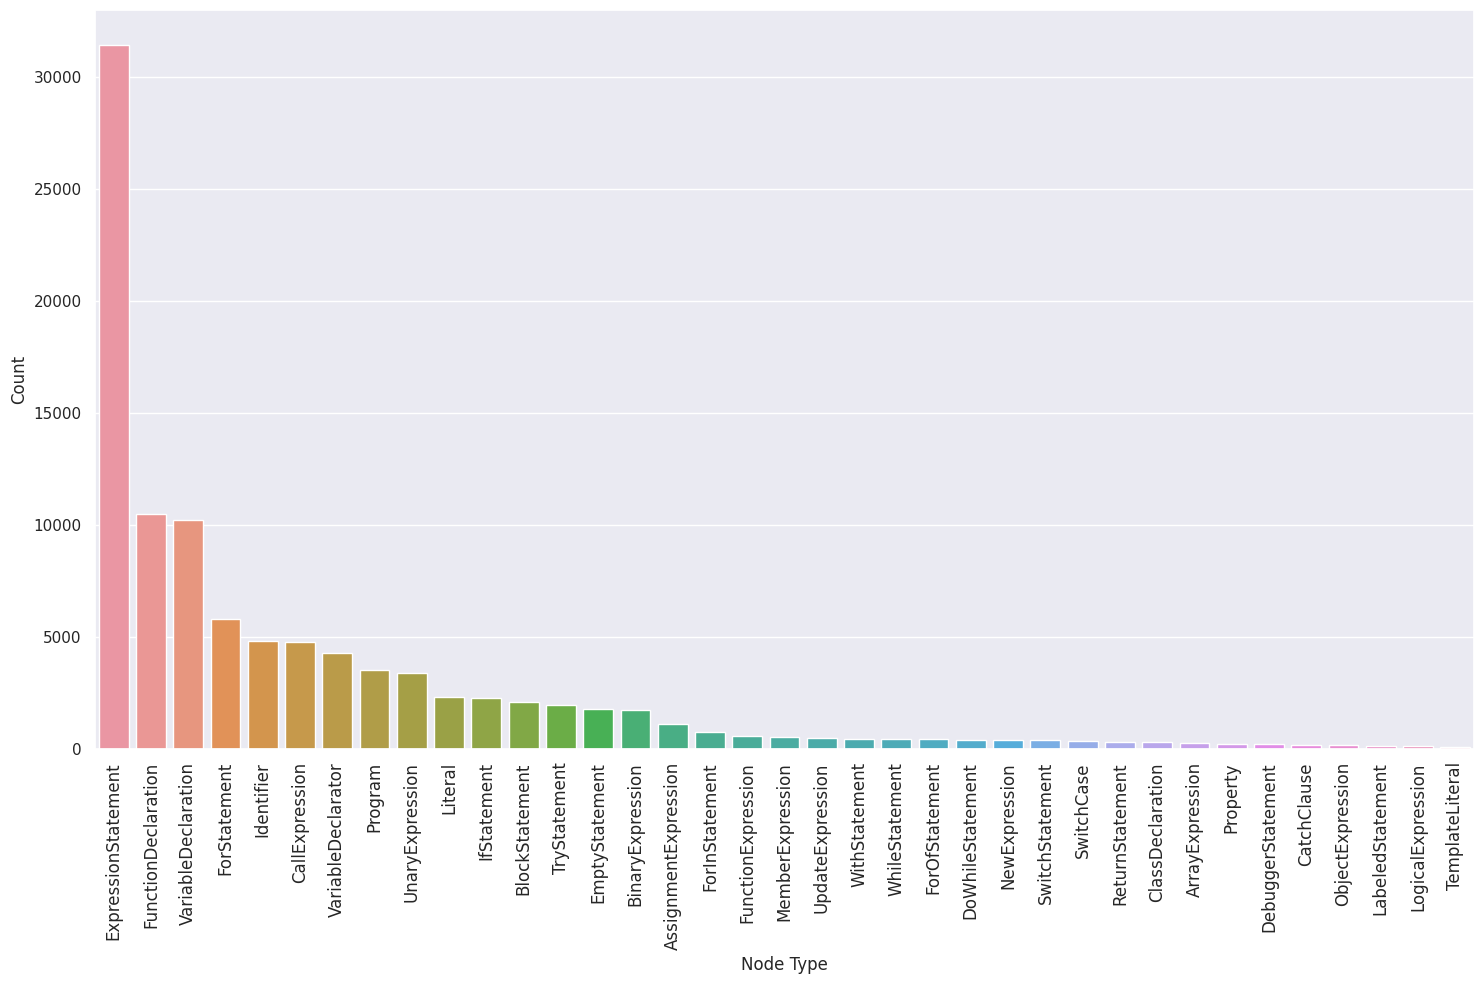 30000
25000
20000
15000
10000
5000
0
Count
ExpressionStatement
FunctionDeclaration
VariableDeclaration
ForStatement
Identifier
CallExpression
VariableDeclarator
Program
UnaryExpression
Literal
IfStatement
BlockStatement
TryStatement
EmptyStatement
BinaryExpression
AssignmentExpression
ForInStatement
FunctionExpression
MemberExpression
UpdateExpression
WithStatement
WhileStatement
ForOfStatement
DoWhileStatement
NewExpression
SwitchStatement
SwitchCase
ReturnStatement
ClassDeclaration
ArrayExpression
Property
DebuggerStatement
CatchClause
ObjectExpression
LabeledStatement
LogicalExpression
TemplateLiteral
Node Type